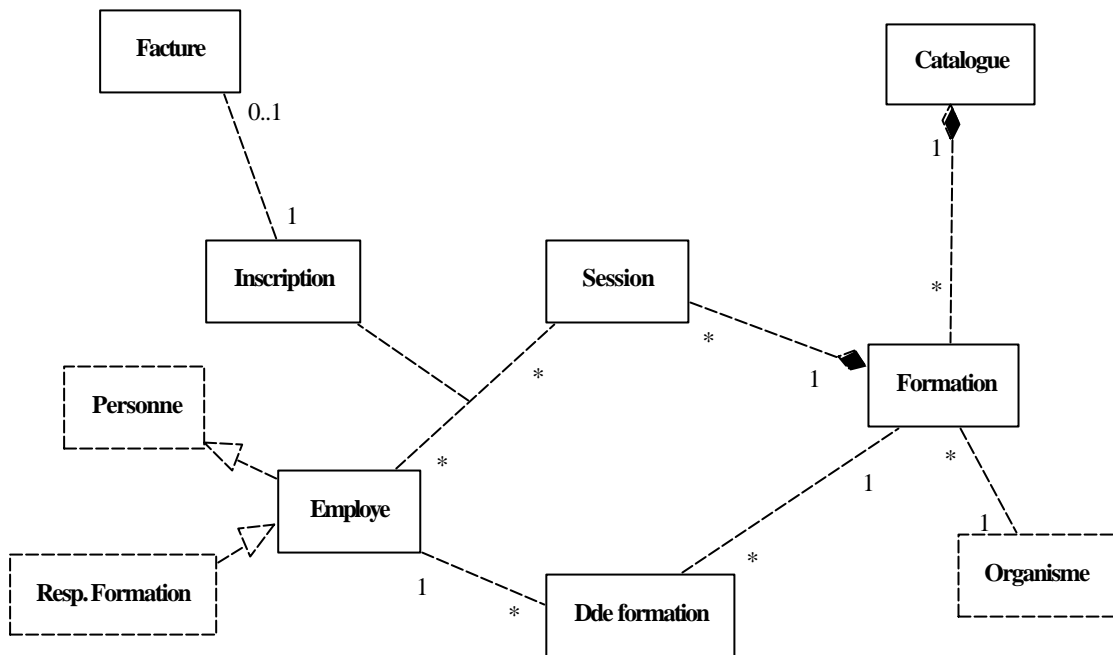 Facture
Catalogue
0..1
1
1
Inscription
Session
*
*
*
1
Formation
Personne
*
*
*
1
Employe
1
Organisme
*
Resp. Formation
1
*
Dde formation